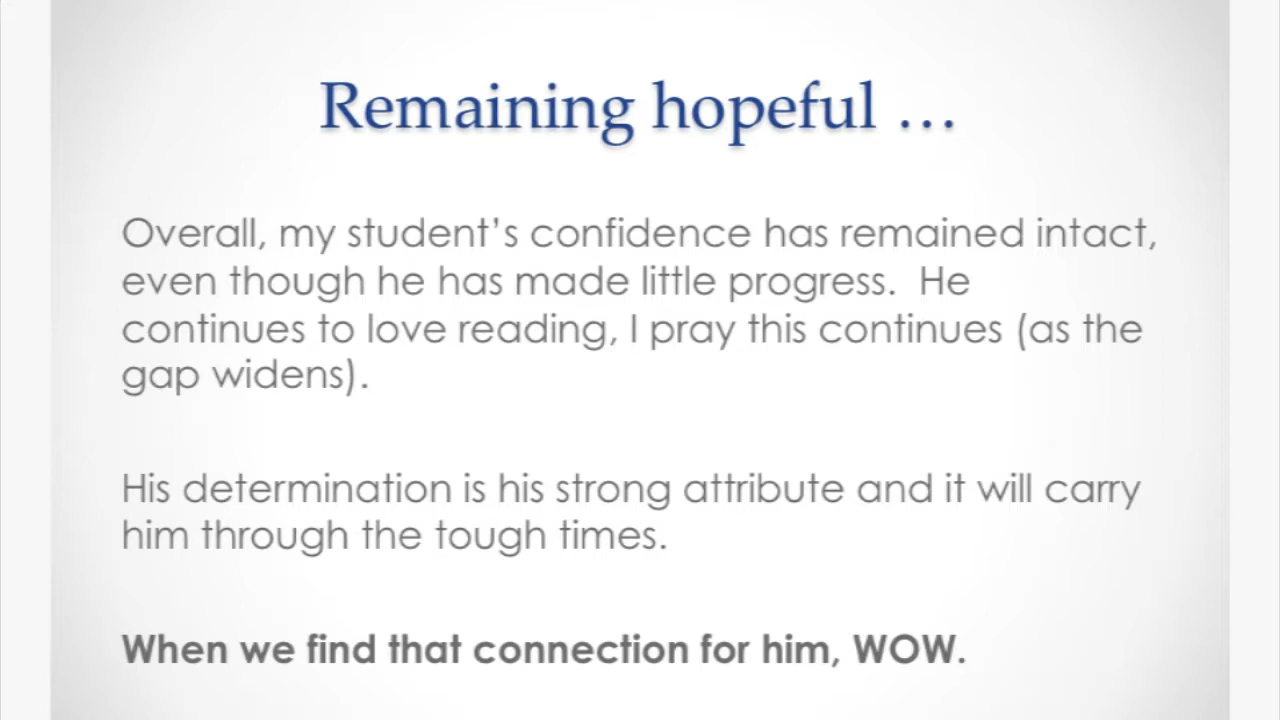 Remaining hopeful …
Overall, my student’s confidence has remained intact,
even though he has made little progress.  He
continues to love reading, I pray this continues (as the
gap widens).
His determination is his strong attribute and it will carry
him through the tough times.
When we find that connection for him, WOW.